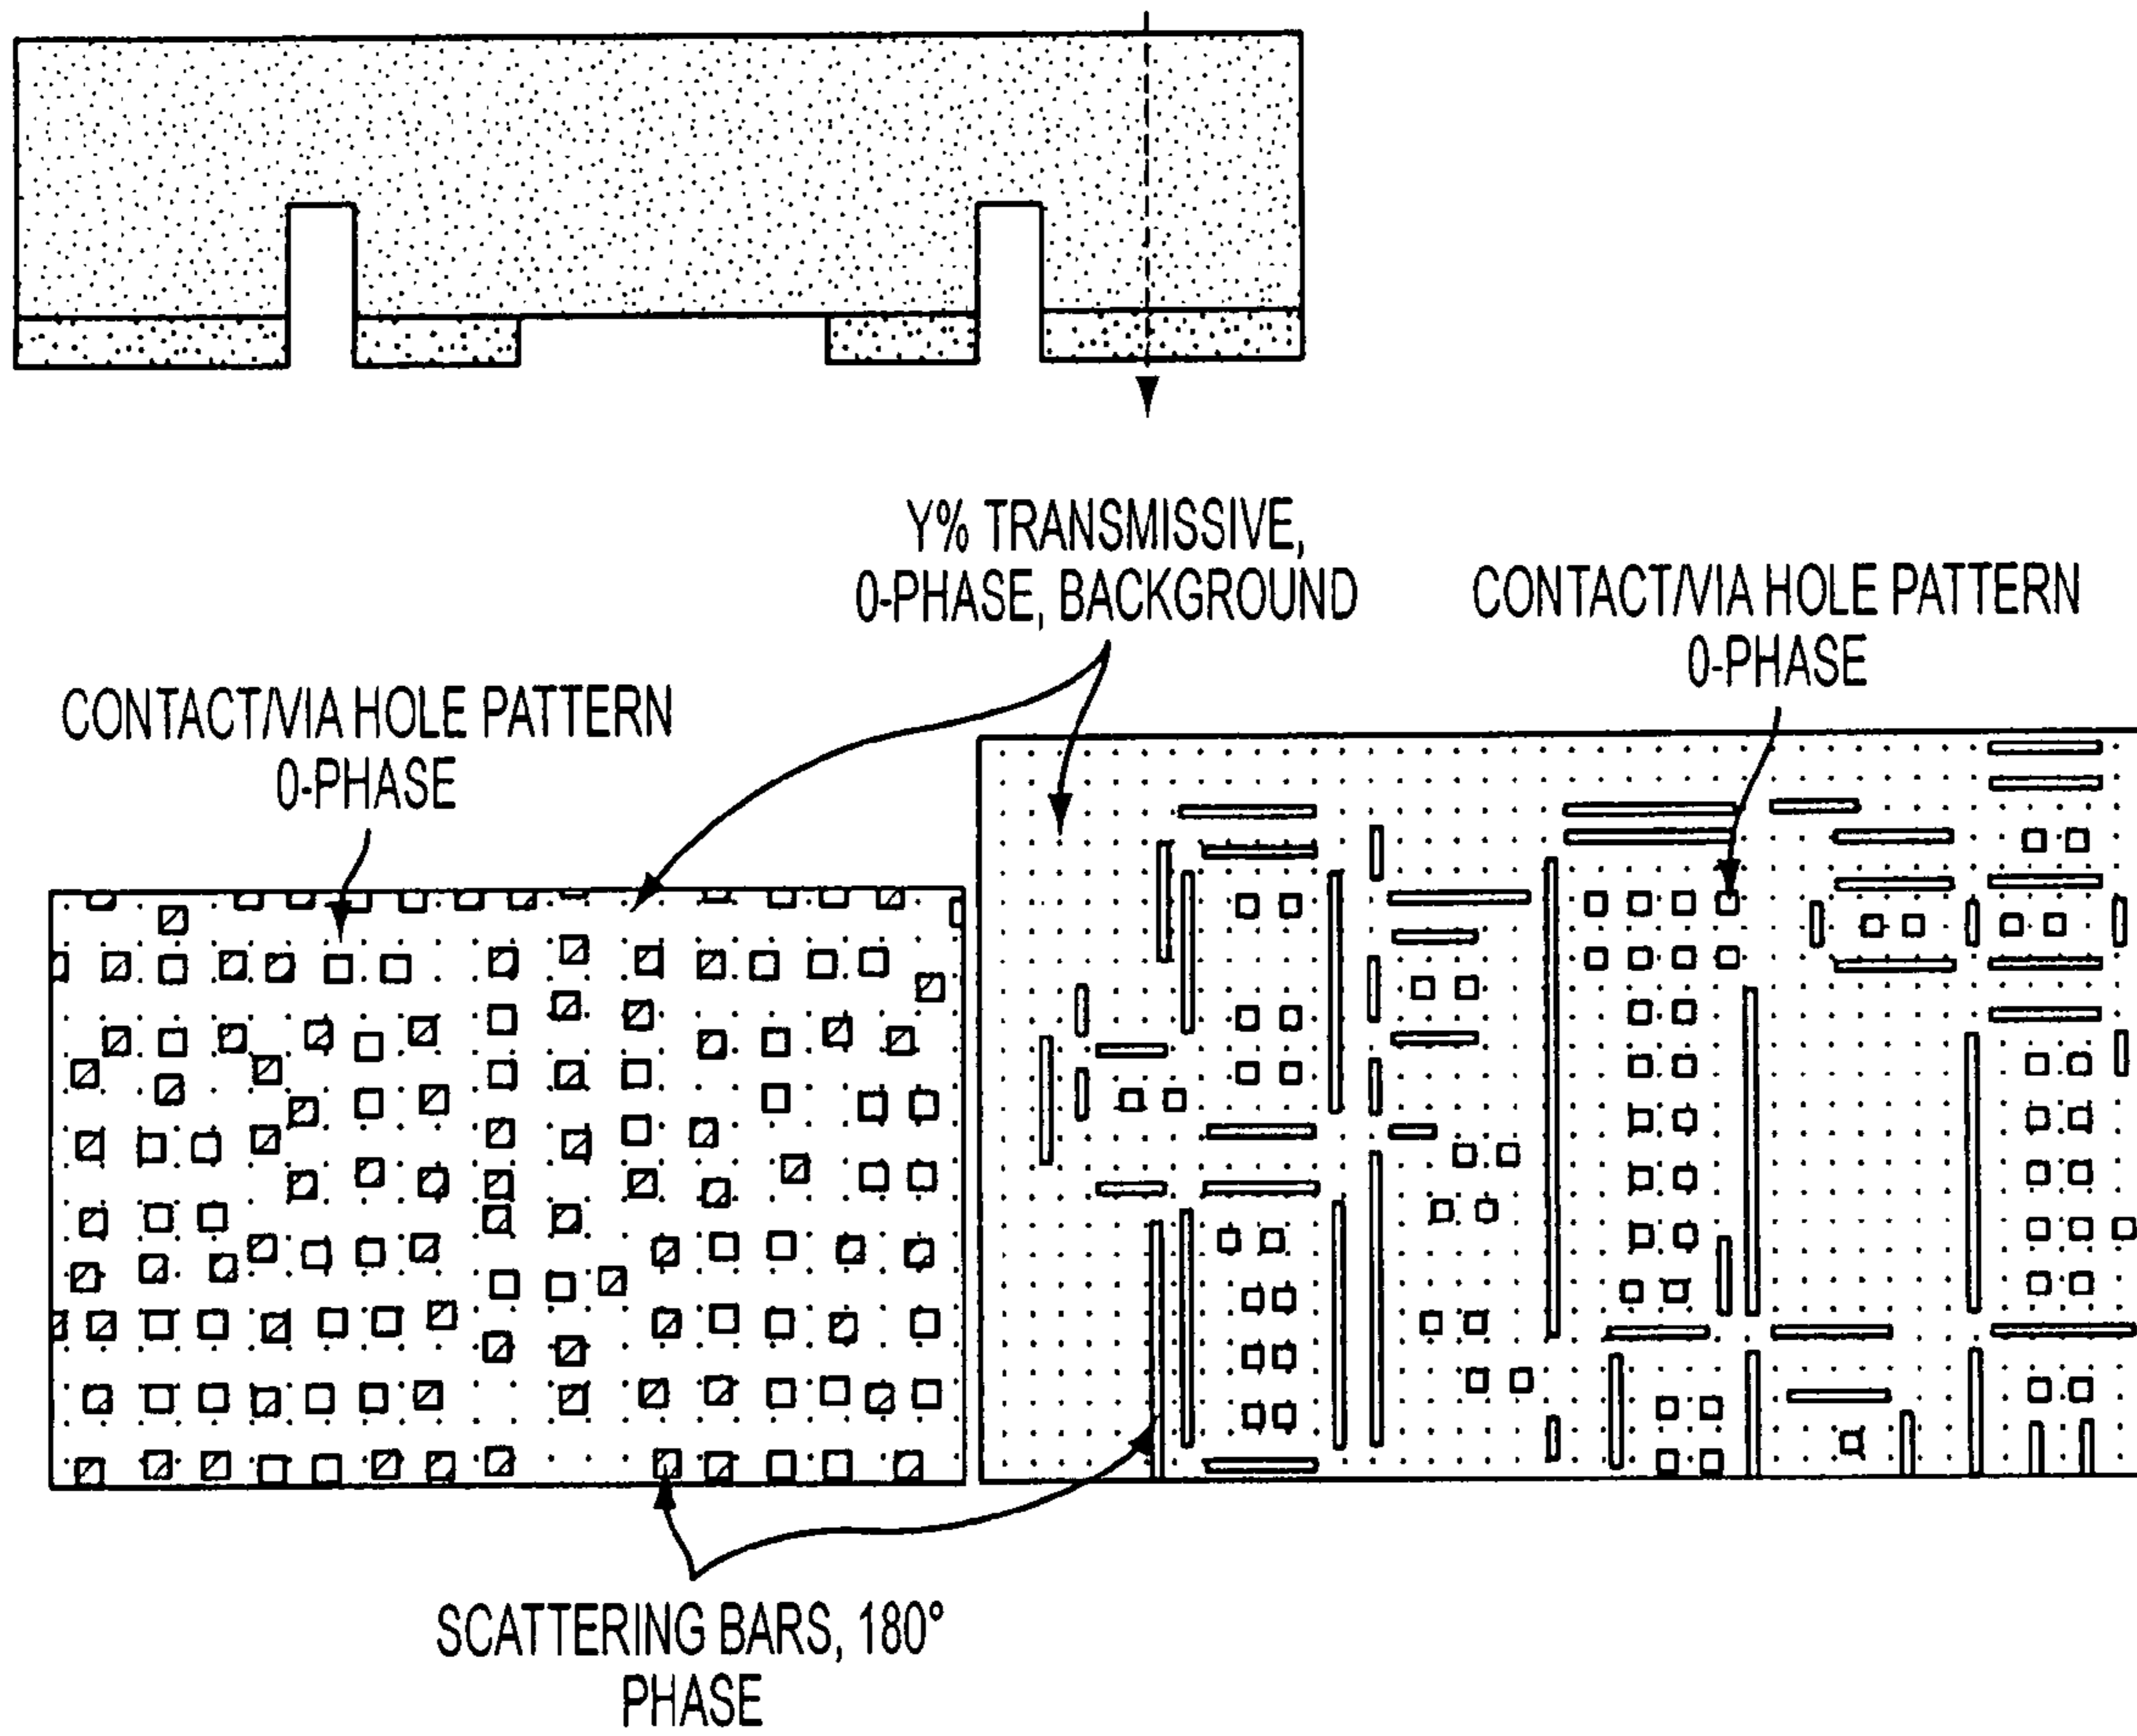 Y% TRANSMISSIVE,
0-PHASE, BACKGROUND
CONTACT/VIA HOLE PATTERN
0-PHASE
CONTACT/VIA HOLE PATTERN
0-PHASE
SCATTERING BARS, 180°
PHASE